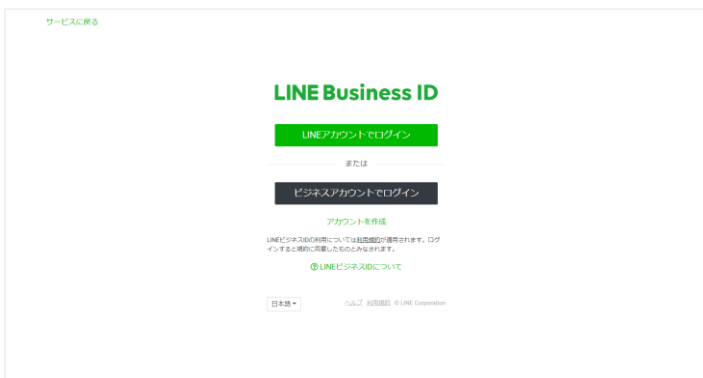 サービスに戻る
LINE Business ID
LINEアカウントでログイン
または
ビジネスアカウントでログイン
アカウントを作成
LINEビジネスIDの利用については利用規約が適用されます。ログ
インすると規約に同意したものとみなされます。
LINEビジネスIDについて
日本語
ヘルプ 利用規約 © LINE Corporation